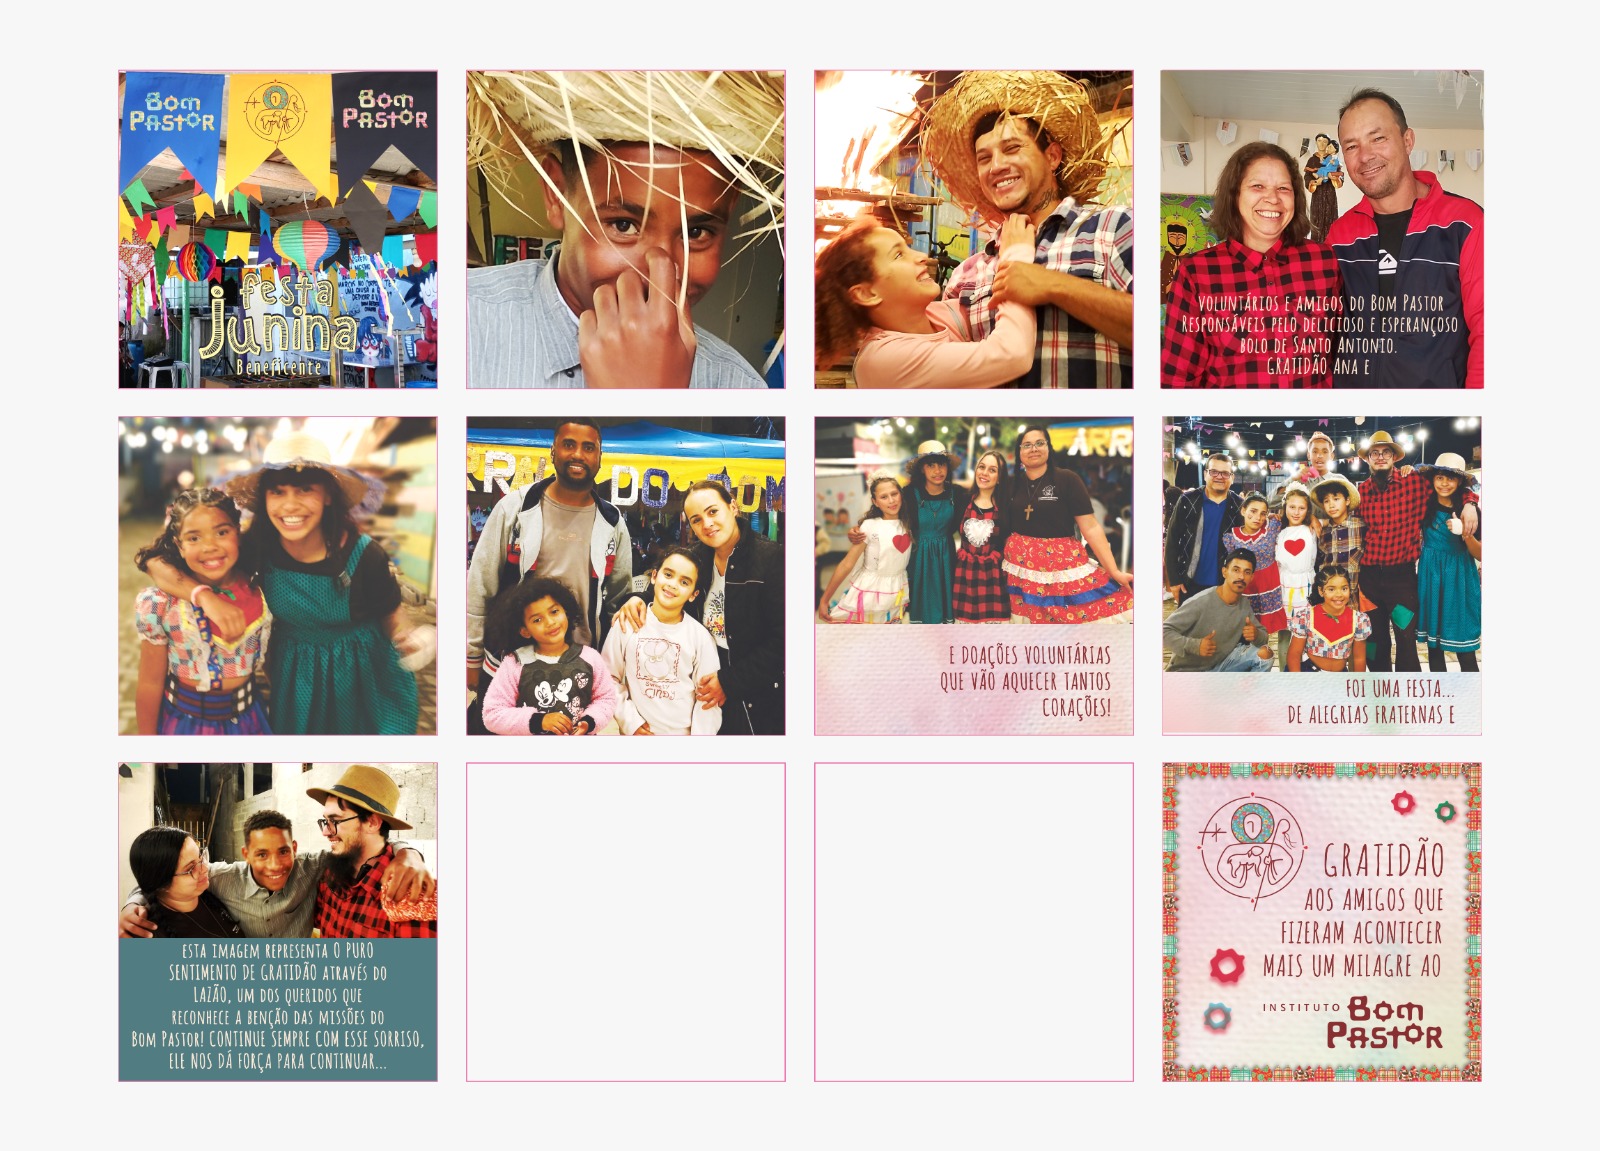 Bom
PASTOR
Bom
PASTOR
festa
junina
Beneficente
VOLUNTÁRIOS E AMIGOS DO Bom PASTOR
RESPONSÁVEIS PELO DELICIOSO E ESPERANÇOSO
BOLO DE SANTO ANTONIO.
GRATIDÃO Ana e
DO
E DOAÇÕES VOLUNTÁRIAS
QUE VÃO AQUECER TANTOS
CORAÇÕES!
FOI UMA FESTA...
DE ALEGRIAS FRATERNAS E
ESTA IMAGEM REPRESENTA O PURO
SENTIMENTO DE GRATIDÃO ATRAVÉS DO
LAZÃO, UM DOS QUERIDOS QUE
RECONHECE A BENÇÃO DAS MISSÕES DO
Bom PASTOR! CONTINUE SEMPRE COM ESSE SORRISO,
ELE NOS DÁ FORÇA PARA CONTINUAR...
GRATIDÃO
AOS AMIGOS QUE
FIZERAM ACONTECER
MAIS UM MILAGRE AO
INSTITUTO Bom
PASTOR